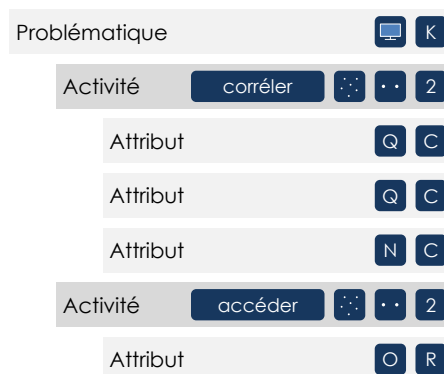 Problématique K
Activité corréler 2
Attribut Q C
Attribut Q C
Attribut N C
Activité accéder 2
Attribut O R